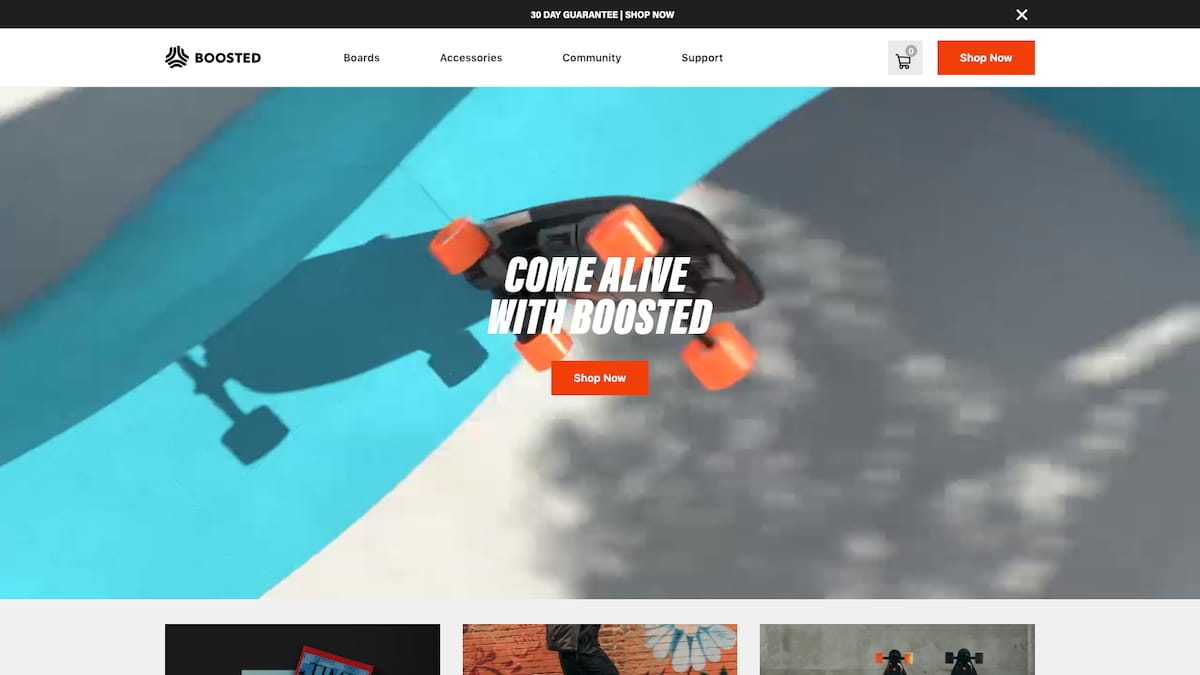 30 DAY GUARANTEE | SHOP NOW
BOOSTED
Boards
Accessories
Community
Support
0
Shop Now
COME ALIVE
WITH BOOSTED
Shop Now